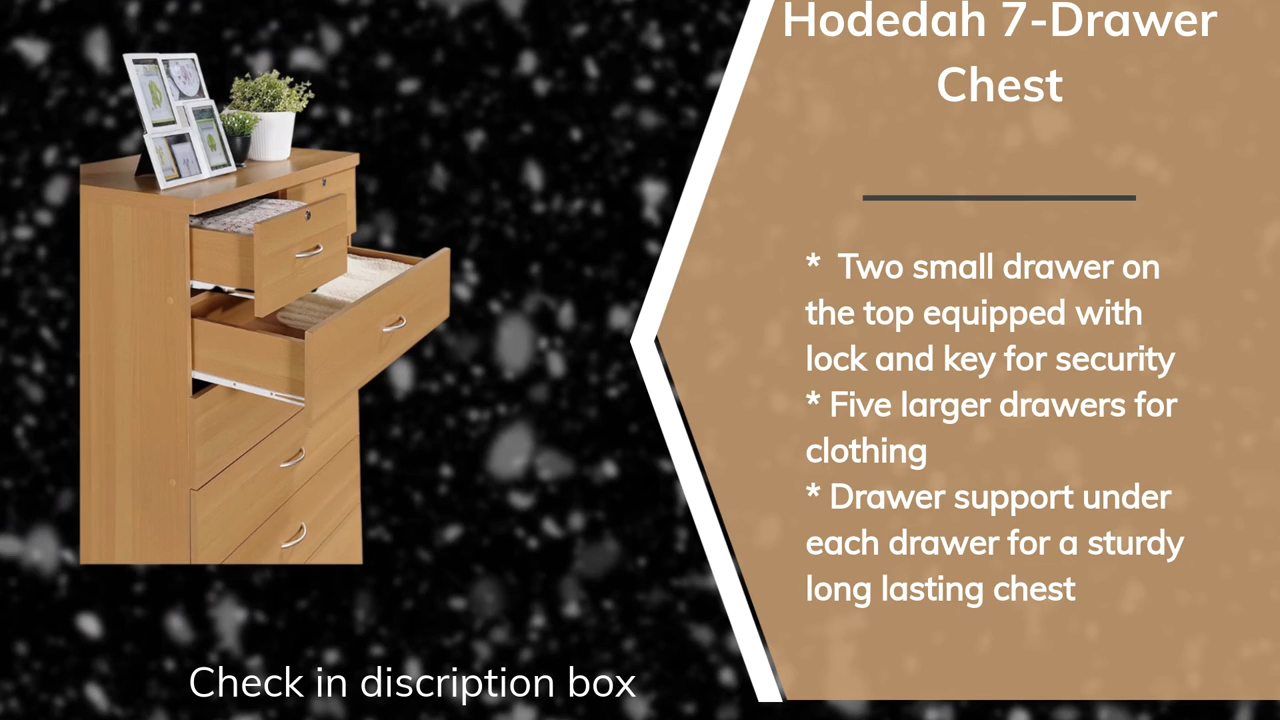 Hodedah 7-Drawer
Chest
* Two small drawer on
the top equipped with
lock and key for security
* Five larger drawers for
clothing
* Drawer support under
each drawer for a sturdy
long lasting chest
Check in discription box